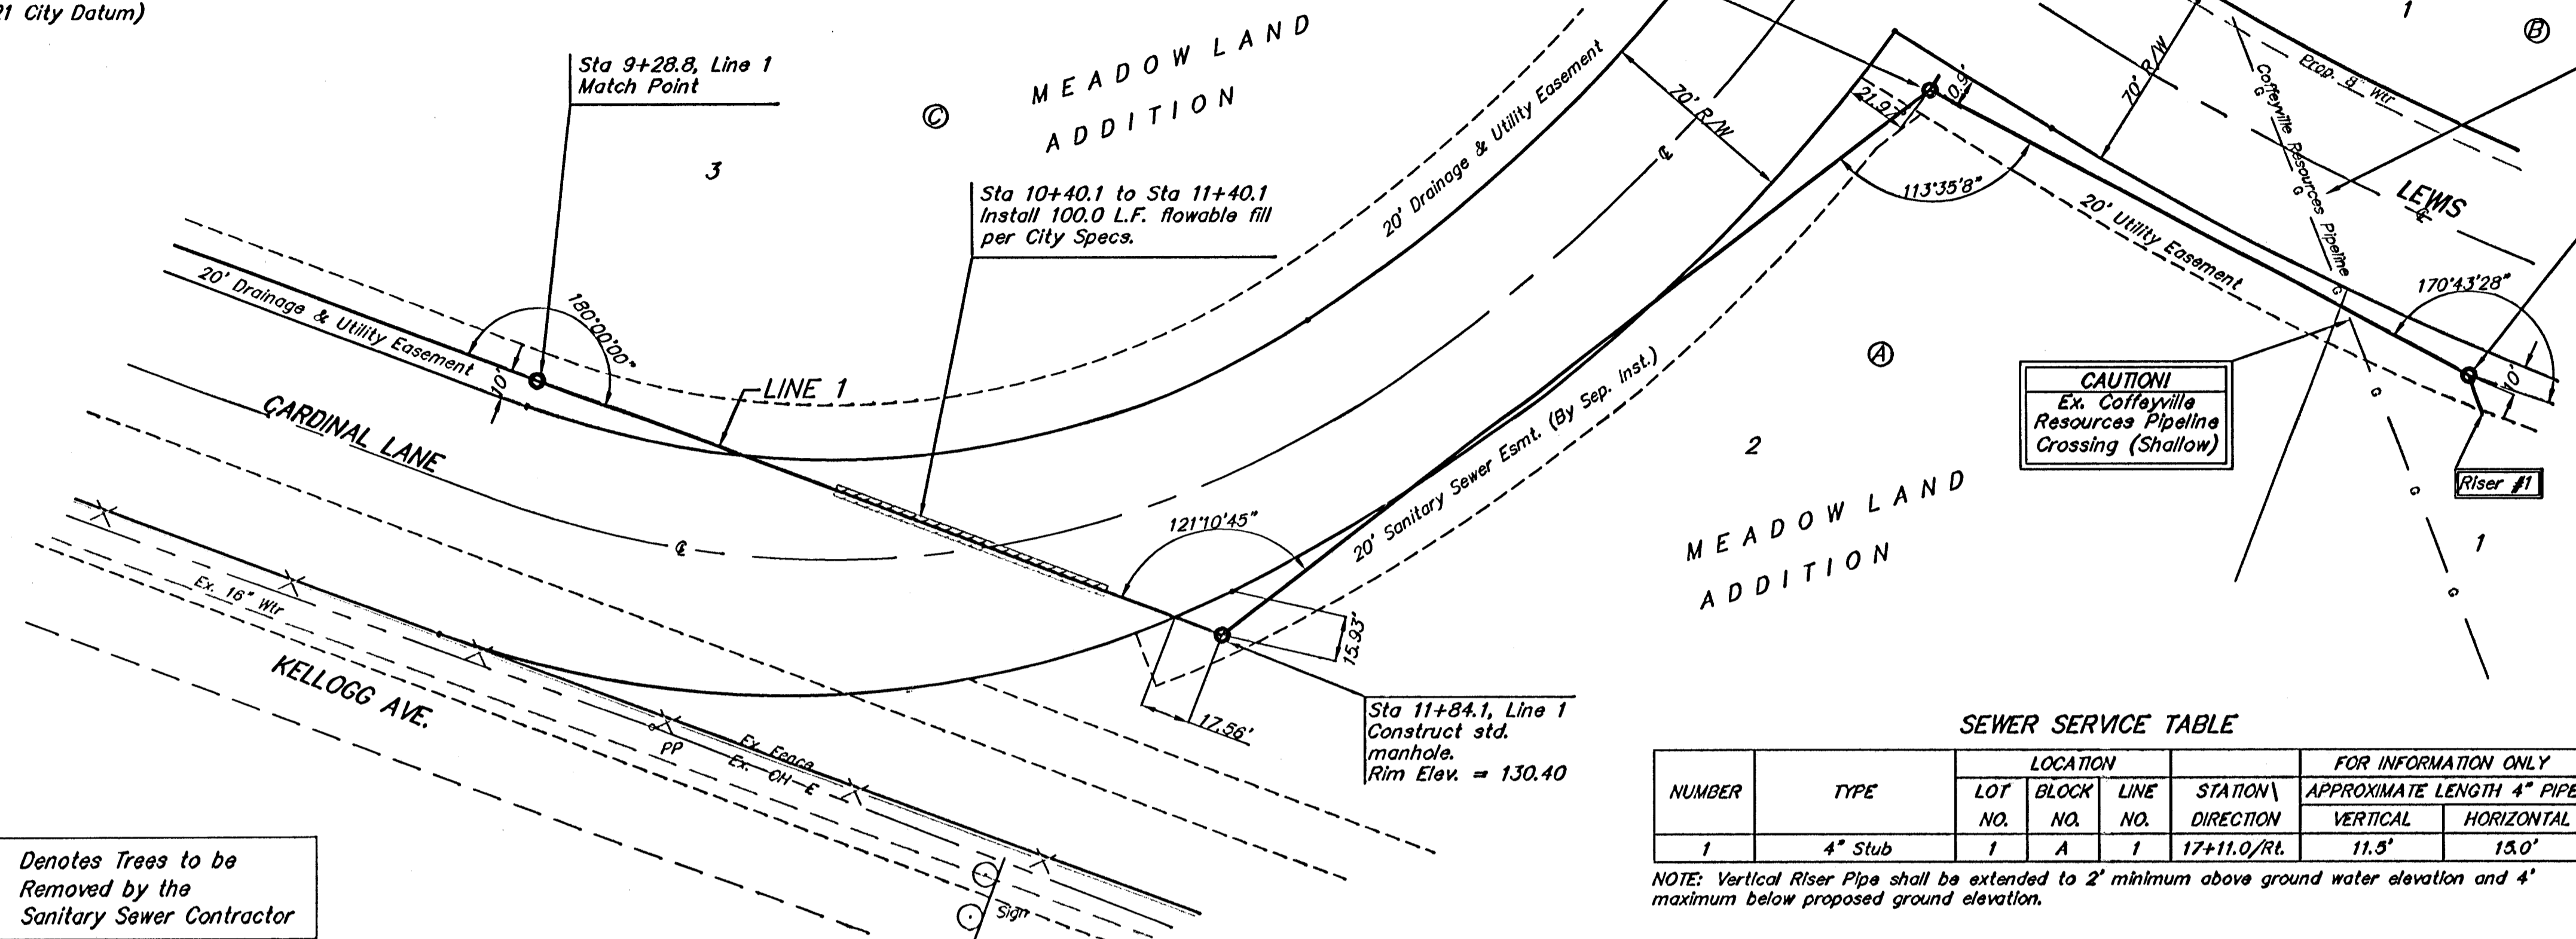 21 City Datum)
Sta 9+28.8, Line 1
Match Point
C
MEADOW LAND
ADDITION
3
Sta 10+40.1 to Sta 11+40.1
Install 100.0 L.F. flowable fill
per City Specs.
20' Drainage & Utility Easement
70' R/W
℄
21.97'
113°35'8"
70' R/W
Prop. 8" Wtr
1
B
Coffeyville Resources Pipeline
G
G
G
LEWIS
℄
20' Utility Easement
170°43'28"
20' Drainage & Utility Easement
180°00'00"
10'
LINE 1
CARDINAL LANE
℄
121°10'45"
20' Sanitary Sewer Esmt. (By Sep. Inst.)
A
2
MEADOW LAND
ADDITION
CAUTION!
Ex. Coffeyville
Resources Pipeline
Crossing (Shallow)
G
G
G
Riser #1
1
Ex. 16" Wtr
KELLOGG AVE.
PP
Ex. Fence
Ex. OH-E
Sign
15.93'
17.56'
Sta 11+84.1, Line 1
Construct std.
manhole.
Rim Elev. = 130.40
Denotes Trees to be
Removed by the
Sanitary Sewer Contractor
SEWER SERVICE TABLE
NUMBER TYPE LOCATION FOR INFORMATION ONLY
LOT BLOCK LINE STATION\ APPROXIMATE LENGTH 4" PIPE
NO. NO. NO. DIRECTION VERTICAL HORIZONTAL
1 4" Stub 1 A 1 17+11.0/Rt. 11.5' 15.0'
NOTE: Vertical Riser Pipe shall be extended to 2' minimum above ground water elevation and 4'
maximum below proposed ground elevation.